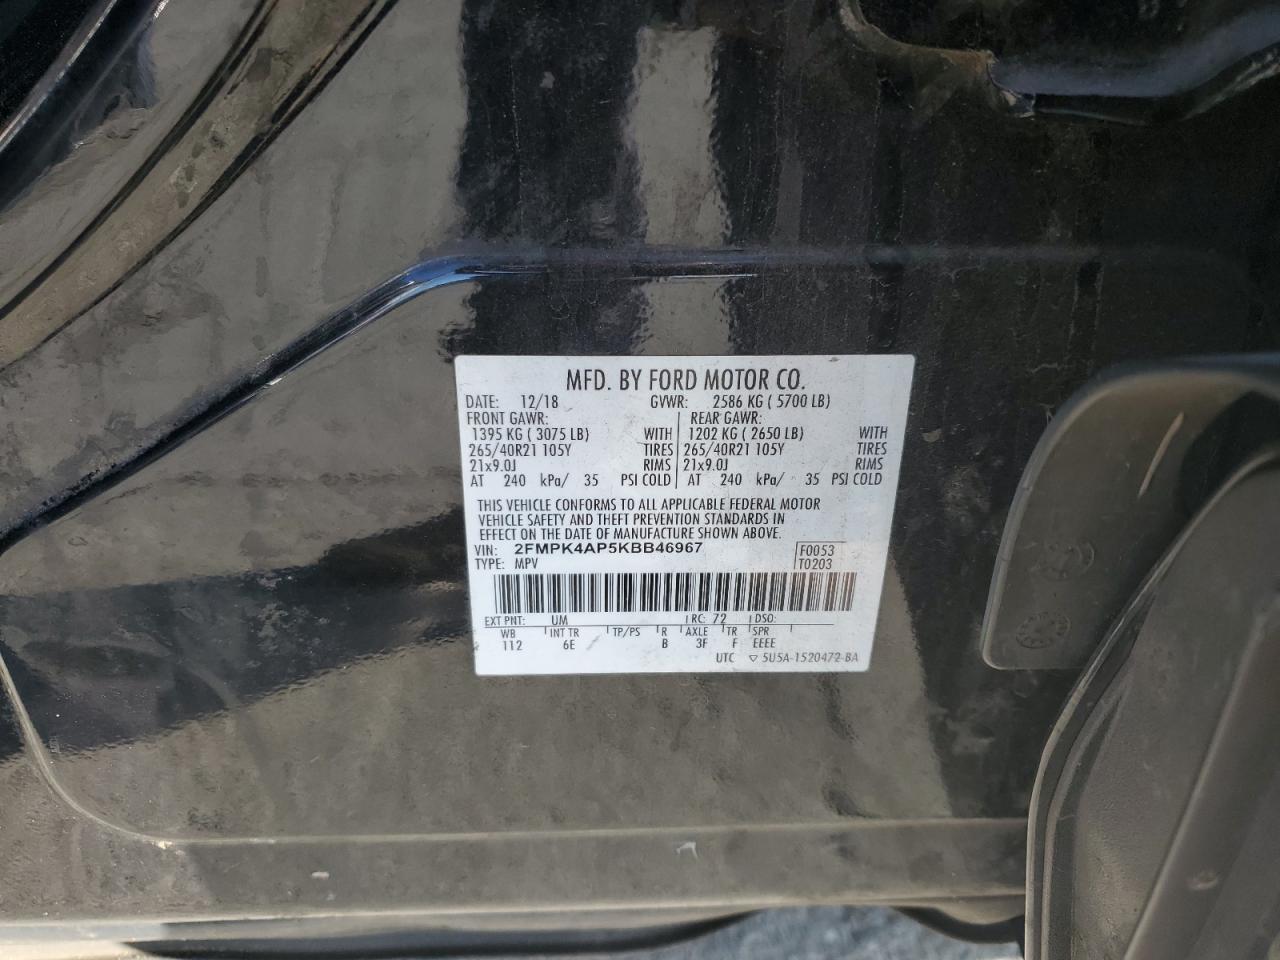 MFD. BY FORD MOTOR CO.
DATE: 12/18 GVWR: 2586 KG ( 5700 LB)
FRONT GAWR: REAR GAWR:
1395 KG ( 3075 LB) WITH 1202 KG ( 2650 LB) WITH
265/40R21 105Y TIRES 265/40R21 105Y TIRES
21x9.0J RIMS 21x9.0J RIMS
AT 240 kPa/ 35 PSI COLD AT 240 kPa/ 35 PSI COLD
THIS VEHICLE CONFORMS TO ALL APPLICABLE FEDERAL MOTOR
VEHICLE SAFETY AND THEFT PREVENTION STANDARDS IN
EFFECT ON THE DATE OF MANUFACTURE SHOWN ABOVE.
VIN: 2FMPK4AP5KBB46967 F0053
TYPE: MPV T0203
EXT PNT: UM RC: 72 DSO:
WB INT TR TP/PS R AXLE TR SPR
112 6E B 3F F EEEE
UTC ▽ 5U5A-1520472-BA